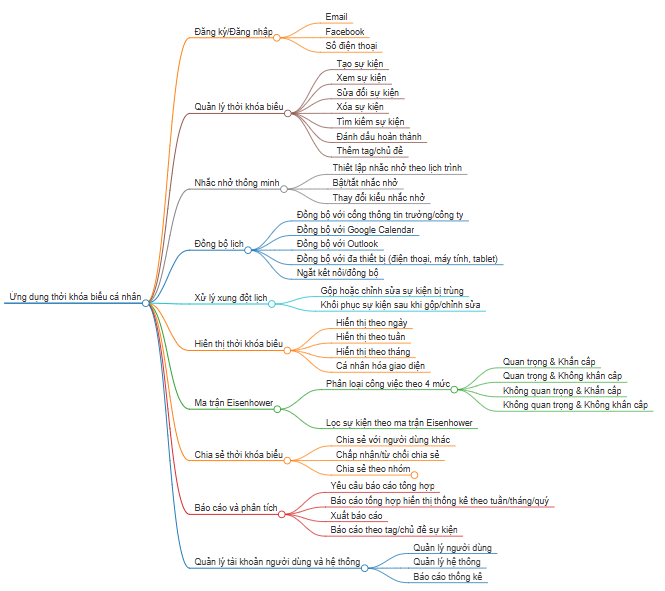 Ứng dụng thời khóa biểu cá nhân
Đăng ký/Đăng nhập
Email
Facebook
Số điện thoại
Quản lý thời khóa biểu
Tạo sự kiện
Xem sự kiện
Sửa đổi sự kiện
Xóa sự kiện
Tìm kiếm sự kiện
Đánh dấu hoàn thành
Thêm tag/chủ đề
Nhắc nhở thông minh
Thiết lập nhắc nhở theo lịch trình
Bật/tắt nhắc nhở
Thay đổi kiểu nhắc nhở
Đồng bộ lịch
Đồng bộ với cổng thông tin trường/công ty
Đồng bộ với Google Calendar
Đồng bộ với Outlook
Đồng bộ với đa thiết bị (điện thoại, máy tính, tablet)
Ngắt kết nối/đồng bộ
Xử lý xung đột lịch
Gộp hoặc chỉnh sửa sự kiện bị trùng
Khôi phục sự kiện sau khi gộp/chỉnh sửa
Hiển thị thời khóa biểu
Hiển thị theo ngày
Hiển thị theo tuần
Hiển thị theo tháng
Cá nhân hóa giao diện
Ma trận Eisenhower
Phân loại công việc theo 4 mức
Quan trọng & Khẩn cấp
Quan trọng & Không khẩn cấp
Không quan trọng & Khẩn cấp
Không quan trọng & Không khẩn cấp
Lọc sự kiện theo ma trận Eisenhower
Chia sẻ thời khóa biểu
Chia sẻ với người dùng khác
Chấp nhận/từ chối chia sẻ
Chia sẻ theo nhóm
Báo cáo và phân tích
Yêu cầu báo cáo tổng hợp
Báo cáo tổng hợp hiển thị thống kê theo tuần/tháng/quý
Xuất báo cáo
Báo cáo theo tag/chủ đề sự kiện
Quản lý tài khoản người dùng và hệ thống
Quản lý người dùng
Quản lý hệ thống
Báo cáo thống kê